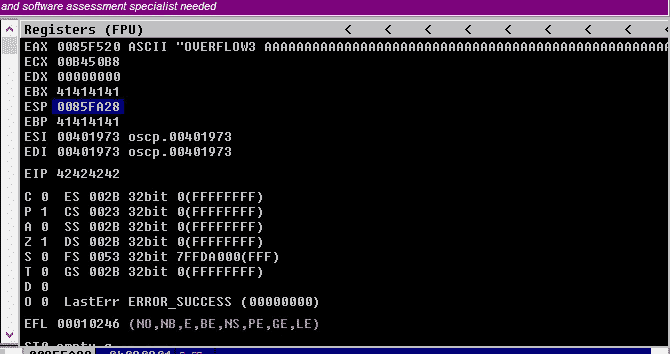 and software assessment specialist needed
Registers (FPU) < < < < < < < < <
EAX 0085F520 ASCII "OVERFLOW3 AAAAAAAAAAAAAAAAAAAAAAAAAAAAAAAAAAAAAAAAAAAAAAAAAAA
ECX 00B450B8
EDX 00000000
EBX 41414141
ESP 0085FA28
EBP 41414141
ESI 00401973 oscp.00401973
EDI 00401973 oscp.00401973
EIP 42424242
C 0 ES 002B 32bit 0(FFFFFFFF)
P 1 CS 0023 32bit 0(FFFFFFFF)
A 0 SS 002B 32bit 0(FFFFFFFF)
Z 1 DS 002B 32bit 0(FFFFFFFF)
S 0 FS 0053 32bit 7FFDA000(FFF)
T 0 GS 002B 32bit 0(FFFFFFFF)
D 0
O 0 LastErr ERROR_SUCCESS (00000000)
EFL 00010246 (NO,NB,E,BE,NS,PE,GE,LE)
ST0 empty g